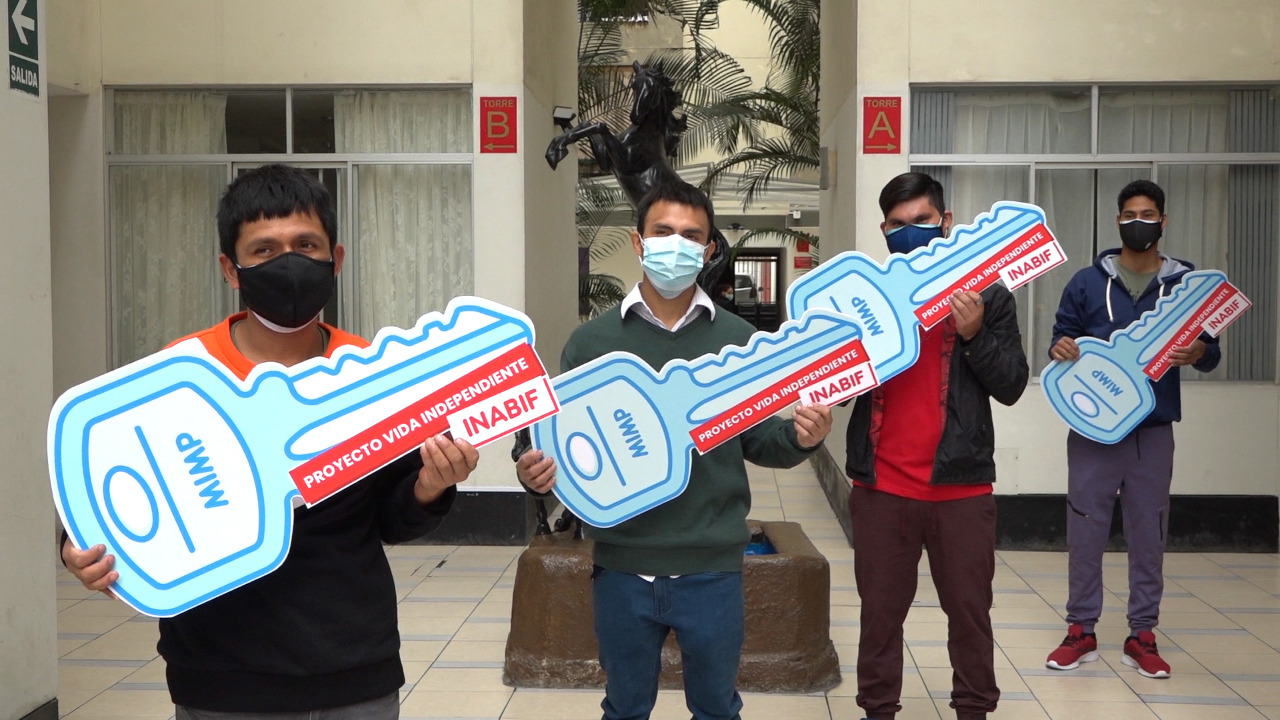 SALIDA
TORRE
B
TORRE
A
MIMP
PROYECTO VIDA INDEPENDIENTE
INABIF
MIMP
PROYECTO VIDA INDEPENDIENTE
INABIF
MIMP
PROYECTO VIDA INDEPENDIENTE
INABIF
MIMP
PROYECTO VIDA INDEPENDIENTE
INABIF